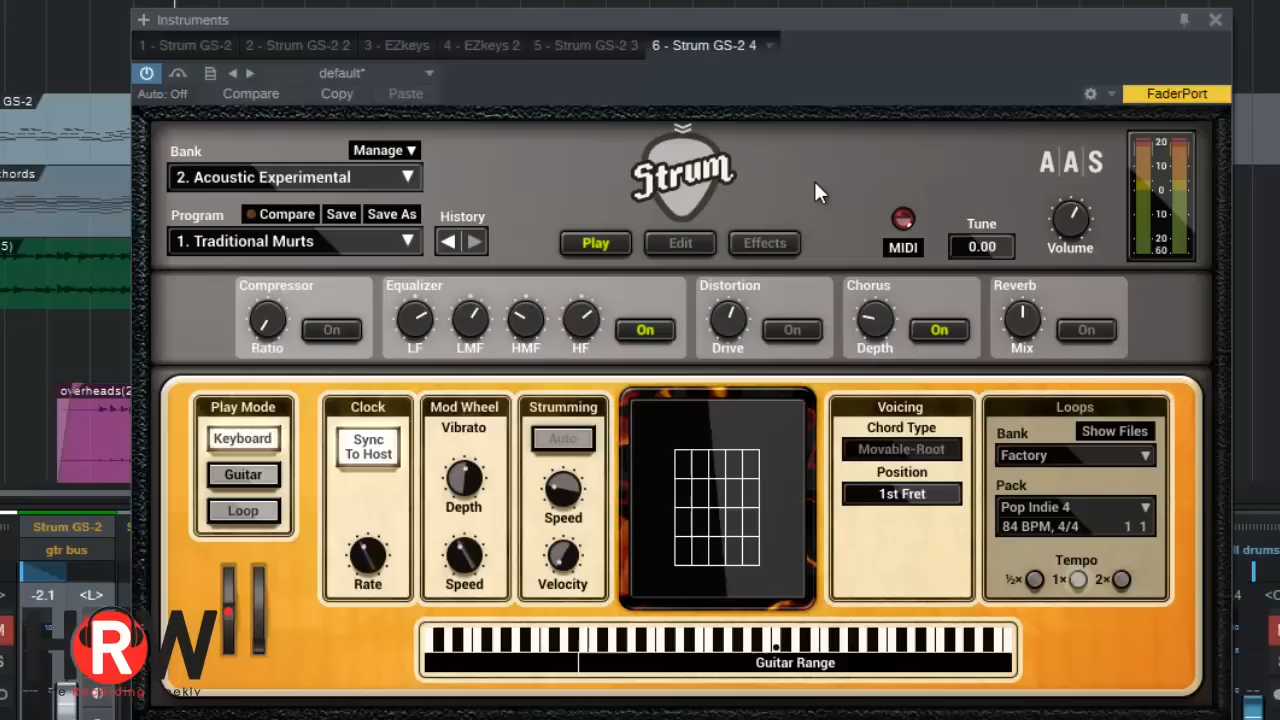 Instruments
1 - Strum GS-2
2 - Strum GS-2 2
3 - EZkeys
4 - EZkeys 2
5 - Strum GS-2 3
6 - Strum GS-2 4
default*
Auto: Off
Compare
Copy
Paste
FaderPort
GS-2
Bank
Manage
2. Acoustic Experimental
Program
Compare
Save
Save As
1. Traditional Murts
History
Strum
Play
Edit
Effects
MIDI
Tune
0.00
A|A|S
Volume
20
10
0
10
20
60
Compressor
Ratio
On
Equalizer
LF
LMF
HMF
HF
On
Distortion
Drive
On
Chorus
Depth
On
Reverb
Mix
On
overheads(2
Play Mode
Keyboard
Guitar
Loop
Clock
Sync
To Host
Rate
Mod Wheel
Vibrato
Depth
Speed
Strumming
Auto
Speed
Velocity
Voicing
Chord Type
Movable-Root
Position
1st Fret
Loops
Bank
Show Files
Factory
Pack
Pop Indie 4
84 BPM, 4/4
1 1
Tempo
½×
1×
2×
Guitar Range
Strum GS-2
gtr bus
-2.1
<L>
RW
Recording